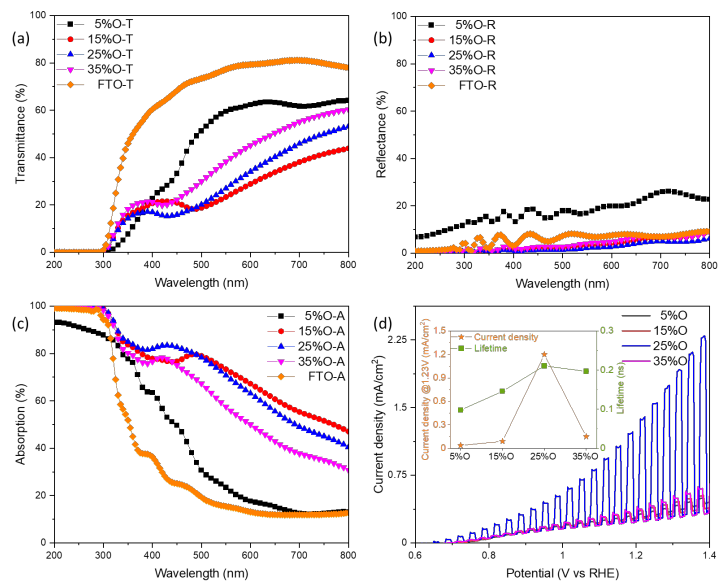 (a)
5%O-T
15%O-T
25%O-T
35%O-T
FTO-T
Transmittance (%)
100
80
60
40
20
0
200 300 400 500 600 700 800
Wavelength (nm)
(b)
5%O-R
15%O-R
25%O-R
35%O-R
FTO-R
Reflectance (%)
100
80
60
40
20
0
200 300 400 500 600 700 800
Wavelength (nm)
(c)
5%O-A
15%O-A
25%O-A
35%O-A
FTO-A
Absorption (%)
100
80
60
40
20
0
200 300 400 500 600 700 800
Wavelength (nm)
(d)
5%O
15%O
25%O
35%O
Current density (mA/cm²)
2.25
1.5
0.75
0
0.6 0.8 1 1.2 1.4
Potential (V vs RHE)
Current density
Lifetime
Current density @1.23V (mA/cm²)
1.5
1.2
0.9
0.6
0.3
0
Lifetime (ns)
0.3
0.2
0.1
0
5%O 15%O 25%O 35%O